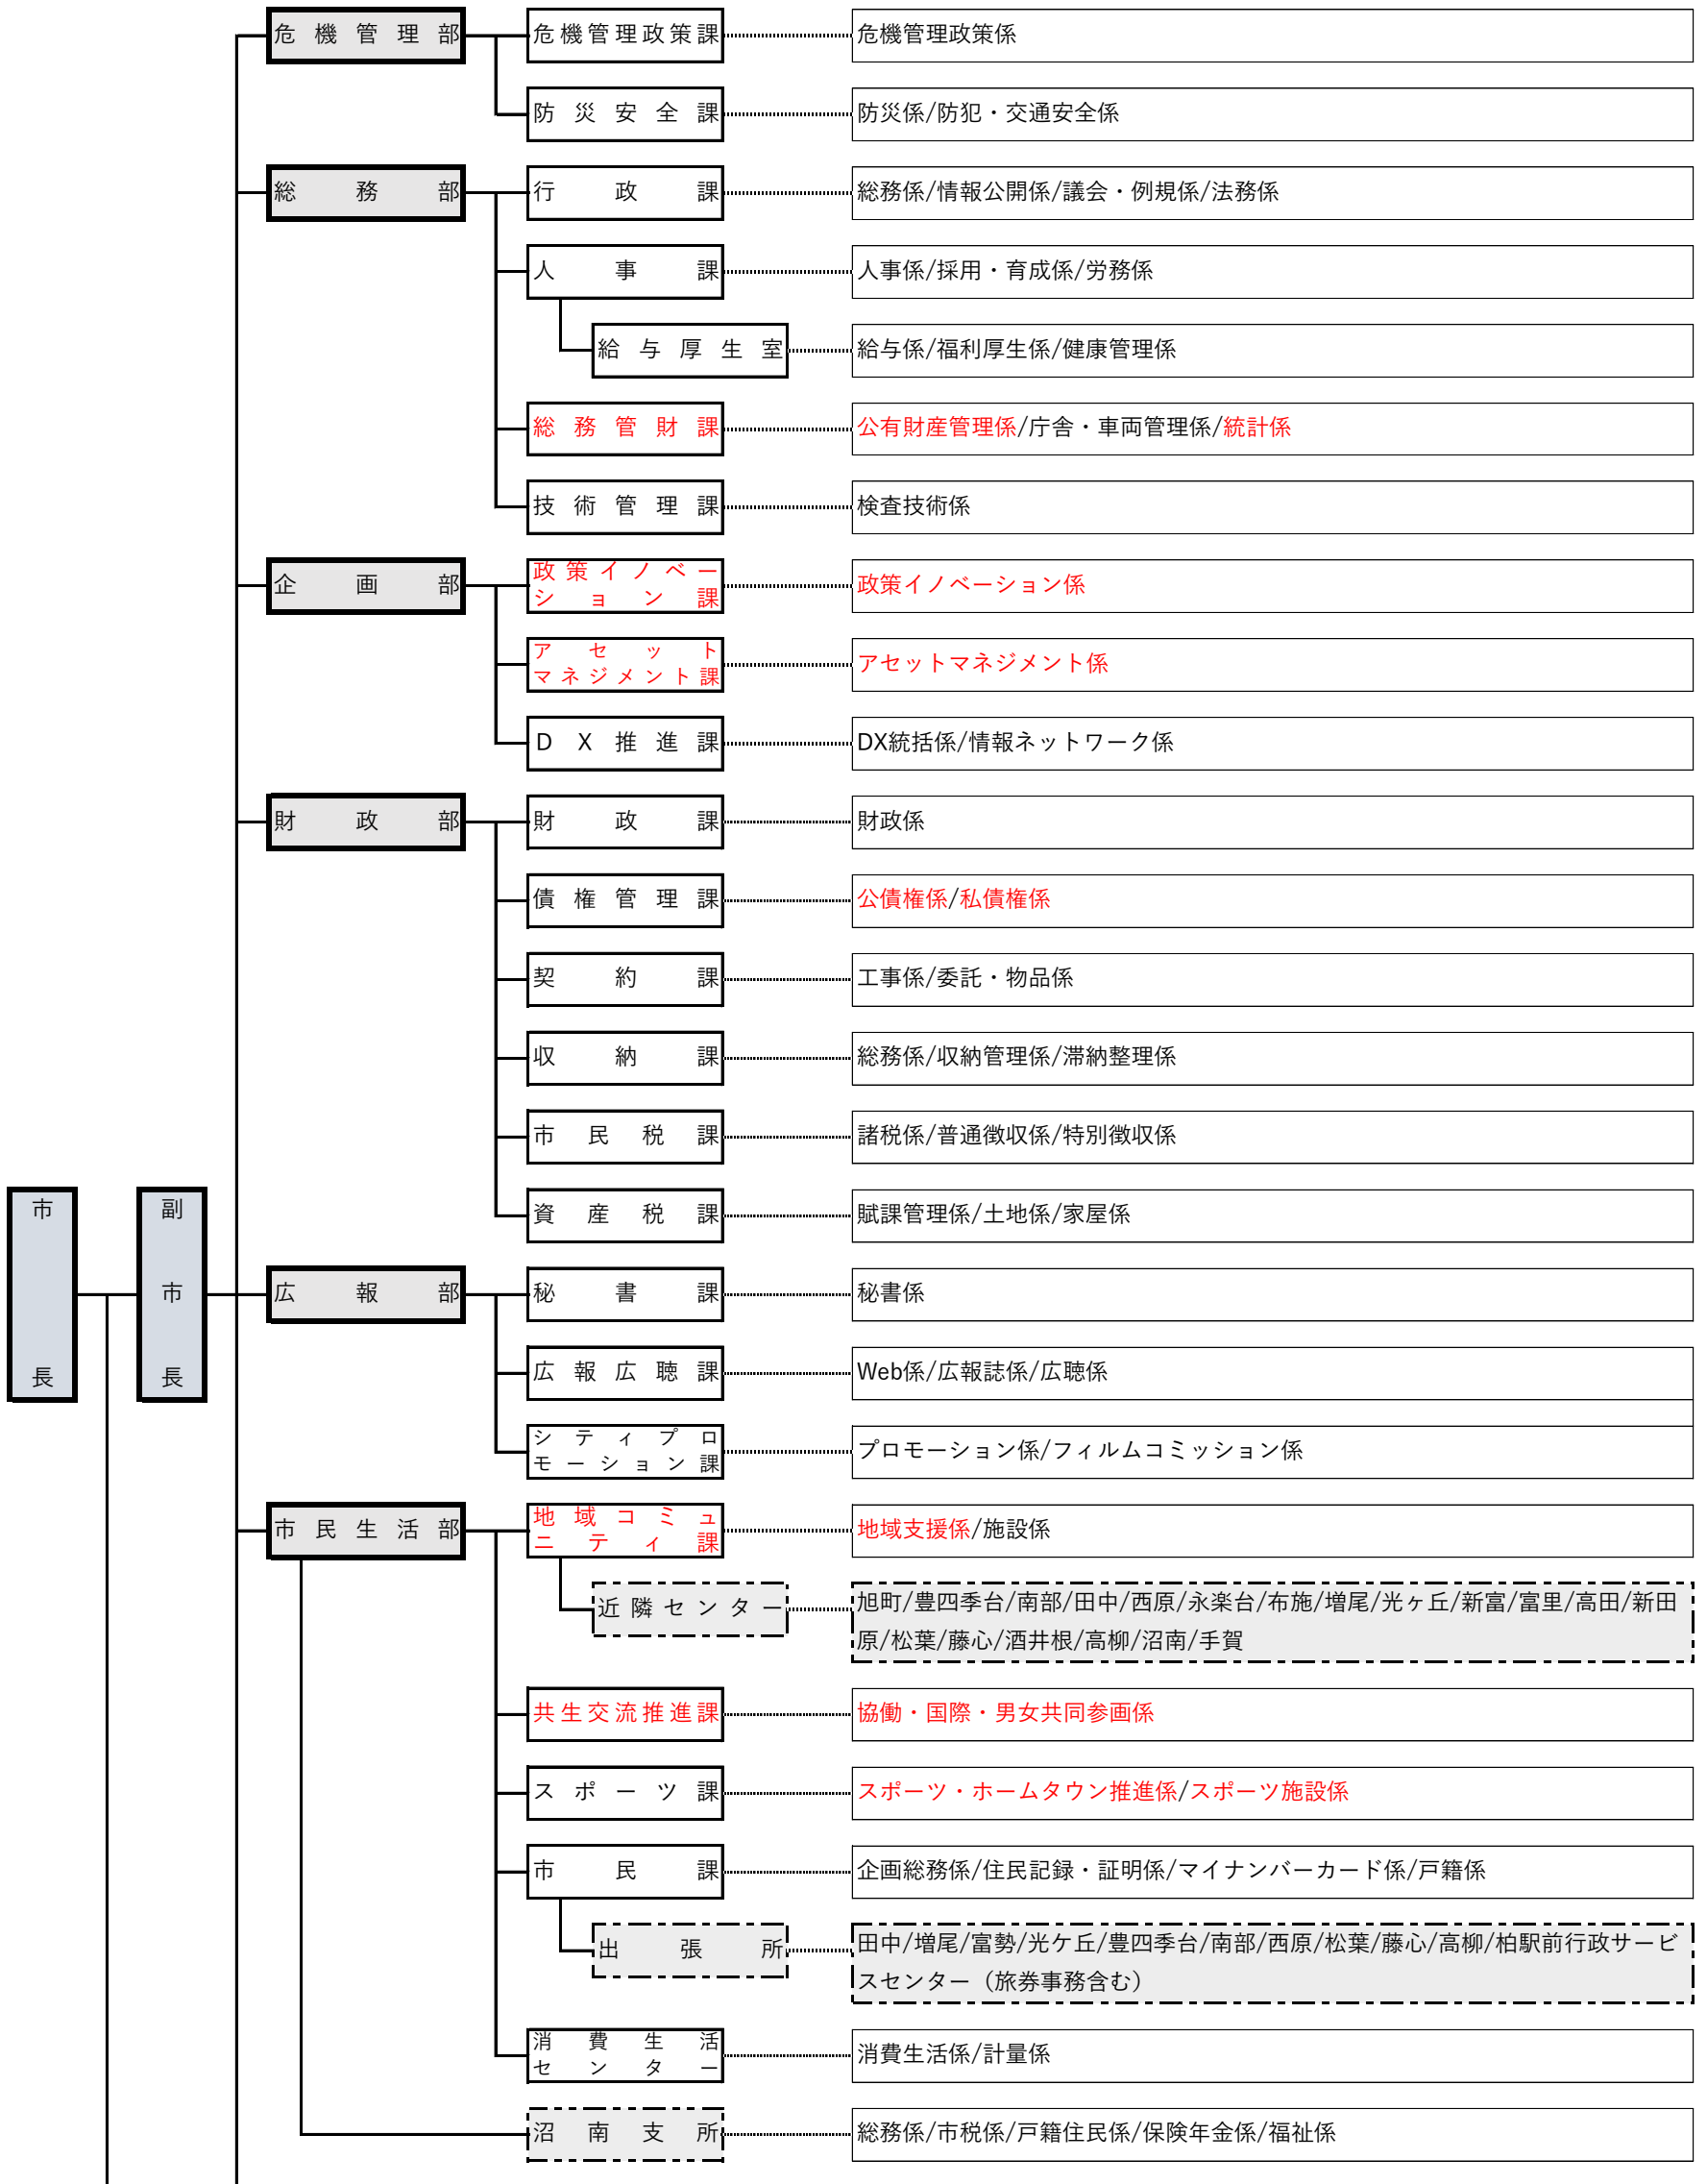 危機管理部 危機管理政策課 危機管理政策係
防災安全課 防災係/防犯・交通安全係
総務部 行政課 総務係/情報公開係/議会・例規係/法務係
人事課 人事係/採用・育成係/労務係
給与厚生室 給与係/福利厚生係/健康管理係
総務管財課 公有財産管理係/庁舎・車両管理係/統計係
技術管理課 検査技術係
企画部 政策イノベー
ション課 政策イノベーション係
アセット
マネジメント課 アセットマネジメント係
DX推進課 DX統括係/情報ネットワーク係
財政部 財政課 財政係
債権管理課 公債権係/私債権係
契約課 工事係/委託・物品係
収納課 総務係/収納管理係/滞納整理係
市民税課 諸税係/普通徴収係/特別徴収係
資産税課 賦課管理係/土地係/家屋係
市長
副市長
広報部 秘書課 秘書係
広報広聴課 Web係/広報誌係/広聴係
シティプロ
モーション課 プロモーション係/フィルムコミッション係
市民生活部 地域コミュ
ニティ課 地域支援係/施設係
近隣センター 旭町/豊四季台/南部/田中/西原/永楽台/布施/増尾/光ヶ丘/新富/富里/高田/新田
原/松葉/藤心/酒井根/高柳/沼南/手賀
共生交流推進課 協働・国際・男女共同参画係
スポーツ課 スポーツ・ホームタウン推進係/スポーツ施設係
市民課 企画総務係/住民記録・証明係/マイナンバーカード係/戸籍係
出張所 田中/増尾/富勢/光ケ丘/豊四季台/南部/西原/松葉/藤心/高柳/柏駅前行政サービ
スセンター（旅券事務含む）
消費生活
センター 消費生活係/計量係
沼南支所 総務係/市税係/戸籍住民係/保険年金係/福祉係